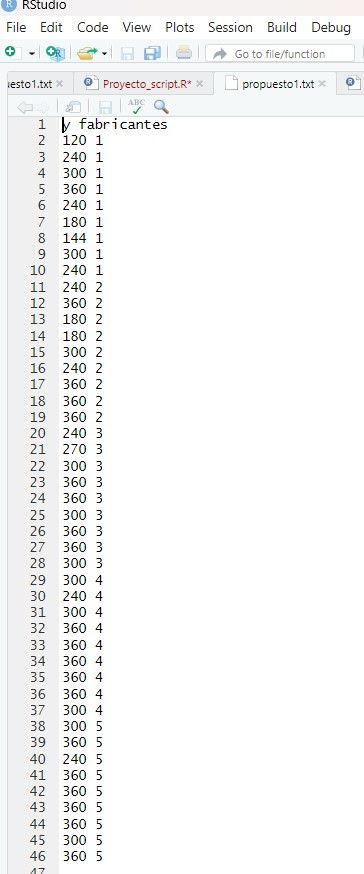 RStudio
File Edit Code View Plots Session Build Debug
Go to file/function
uesto1.txt × Proyecto_script.R* × propuesto1.txt ×
ABC
1 y fabricantes
2 120 1
3 240 1
4 300 1
5 360 1
6 240 1
7 180 1
8 144 1
9 300 1
10 240 1
11 240 2
12 360 2
13 180 2
14 180 2
15 300 2
16 240 2
17 360 2
18 360 2
19 360 2
20 240 3
21 270 3
22 300 3
23 360 3
24 360 3
25 300 3
26 360 3
27 360 3
28 300 3
29 300 4
30 240 4
31 300 4
32 360 4
33 360 4
34 360 4
35 360 4
36 360 4
37 300 4
38 300 5
39 360 5
40 240 5
41 360 5
42 360 5
43 360 5
44 360 5
45 300 5
46 360 5
47